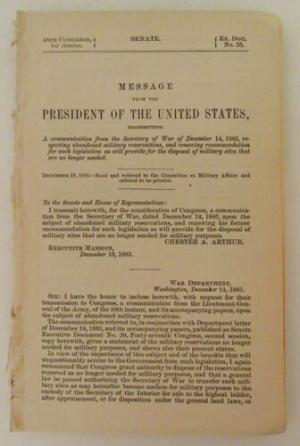 48TH CONGRESS, SENATE. Ex. Doc.
1st Session. No. 35.
MESSAGE
FROM THE
PRESIDENT OF THE UNITED STATES,
TRANSMITTING
A communication from the Secretary of War of December 14, 1883, re-
specting abandoned military reservations, and renewing recommendation
for such legislation as will provide for the disposal of military sites that
are no longer needed.
DECEMBER 19, 1883.—Read and referred to the Committee on Military Affairs and
ordered to be printed.
To the Senate and House of Representatives:
I transmit herewith, for the consideration of Congress, a communica-
tion from the Secretary of War, dated December 14, 1883, upon the
subject of abandoned military reservations, and renewing his former
recommendation for such legislation as will provide for the disposal of
military sites that are no longer needed for military purposes.
CHESTER A. ARTHUR.
EXECUTIVE MANSION,
December 19, 1883.
WAR DEPARTMENT,
Washington, December 14, 1883.
SIR: I have the honor to inclose herewith, with request for their
transmission to Congress, a communication from the Lieutenant-Gen-
eral of the Army, of the 10th instant, and its accompanying papers, upon
the subject of abandoned military reservations.
The communication referred to, in conjunction with Department letter
of December 18, 1882, and its accompanying papers, published as Senate
Executive Document No. 20, Forty-seventh Congress, second session,
copy herewith, gives a statement of the military reservations no longer
needed for military purposes, and shows also their present status.
In view of the importance of this subject and of the benefits that will
unquestionably accrue to the Government from such legislation, I again
recommend that Congress grant authority to dispose of the reservations
reported as no longer needed for military purposes, and that a general
law be passed authorizing the Secretary of War to transfer such mili-
tary sites as may hereafter become useless for military purposes to the
custody of the Secretary of the Interior for sale to the highest bidder,
after appraisement, or for disposition under the general land laws, or